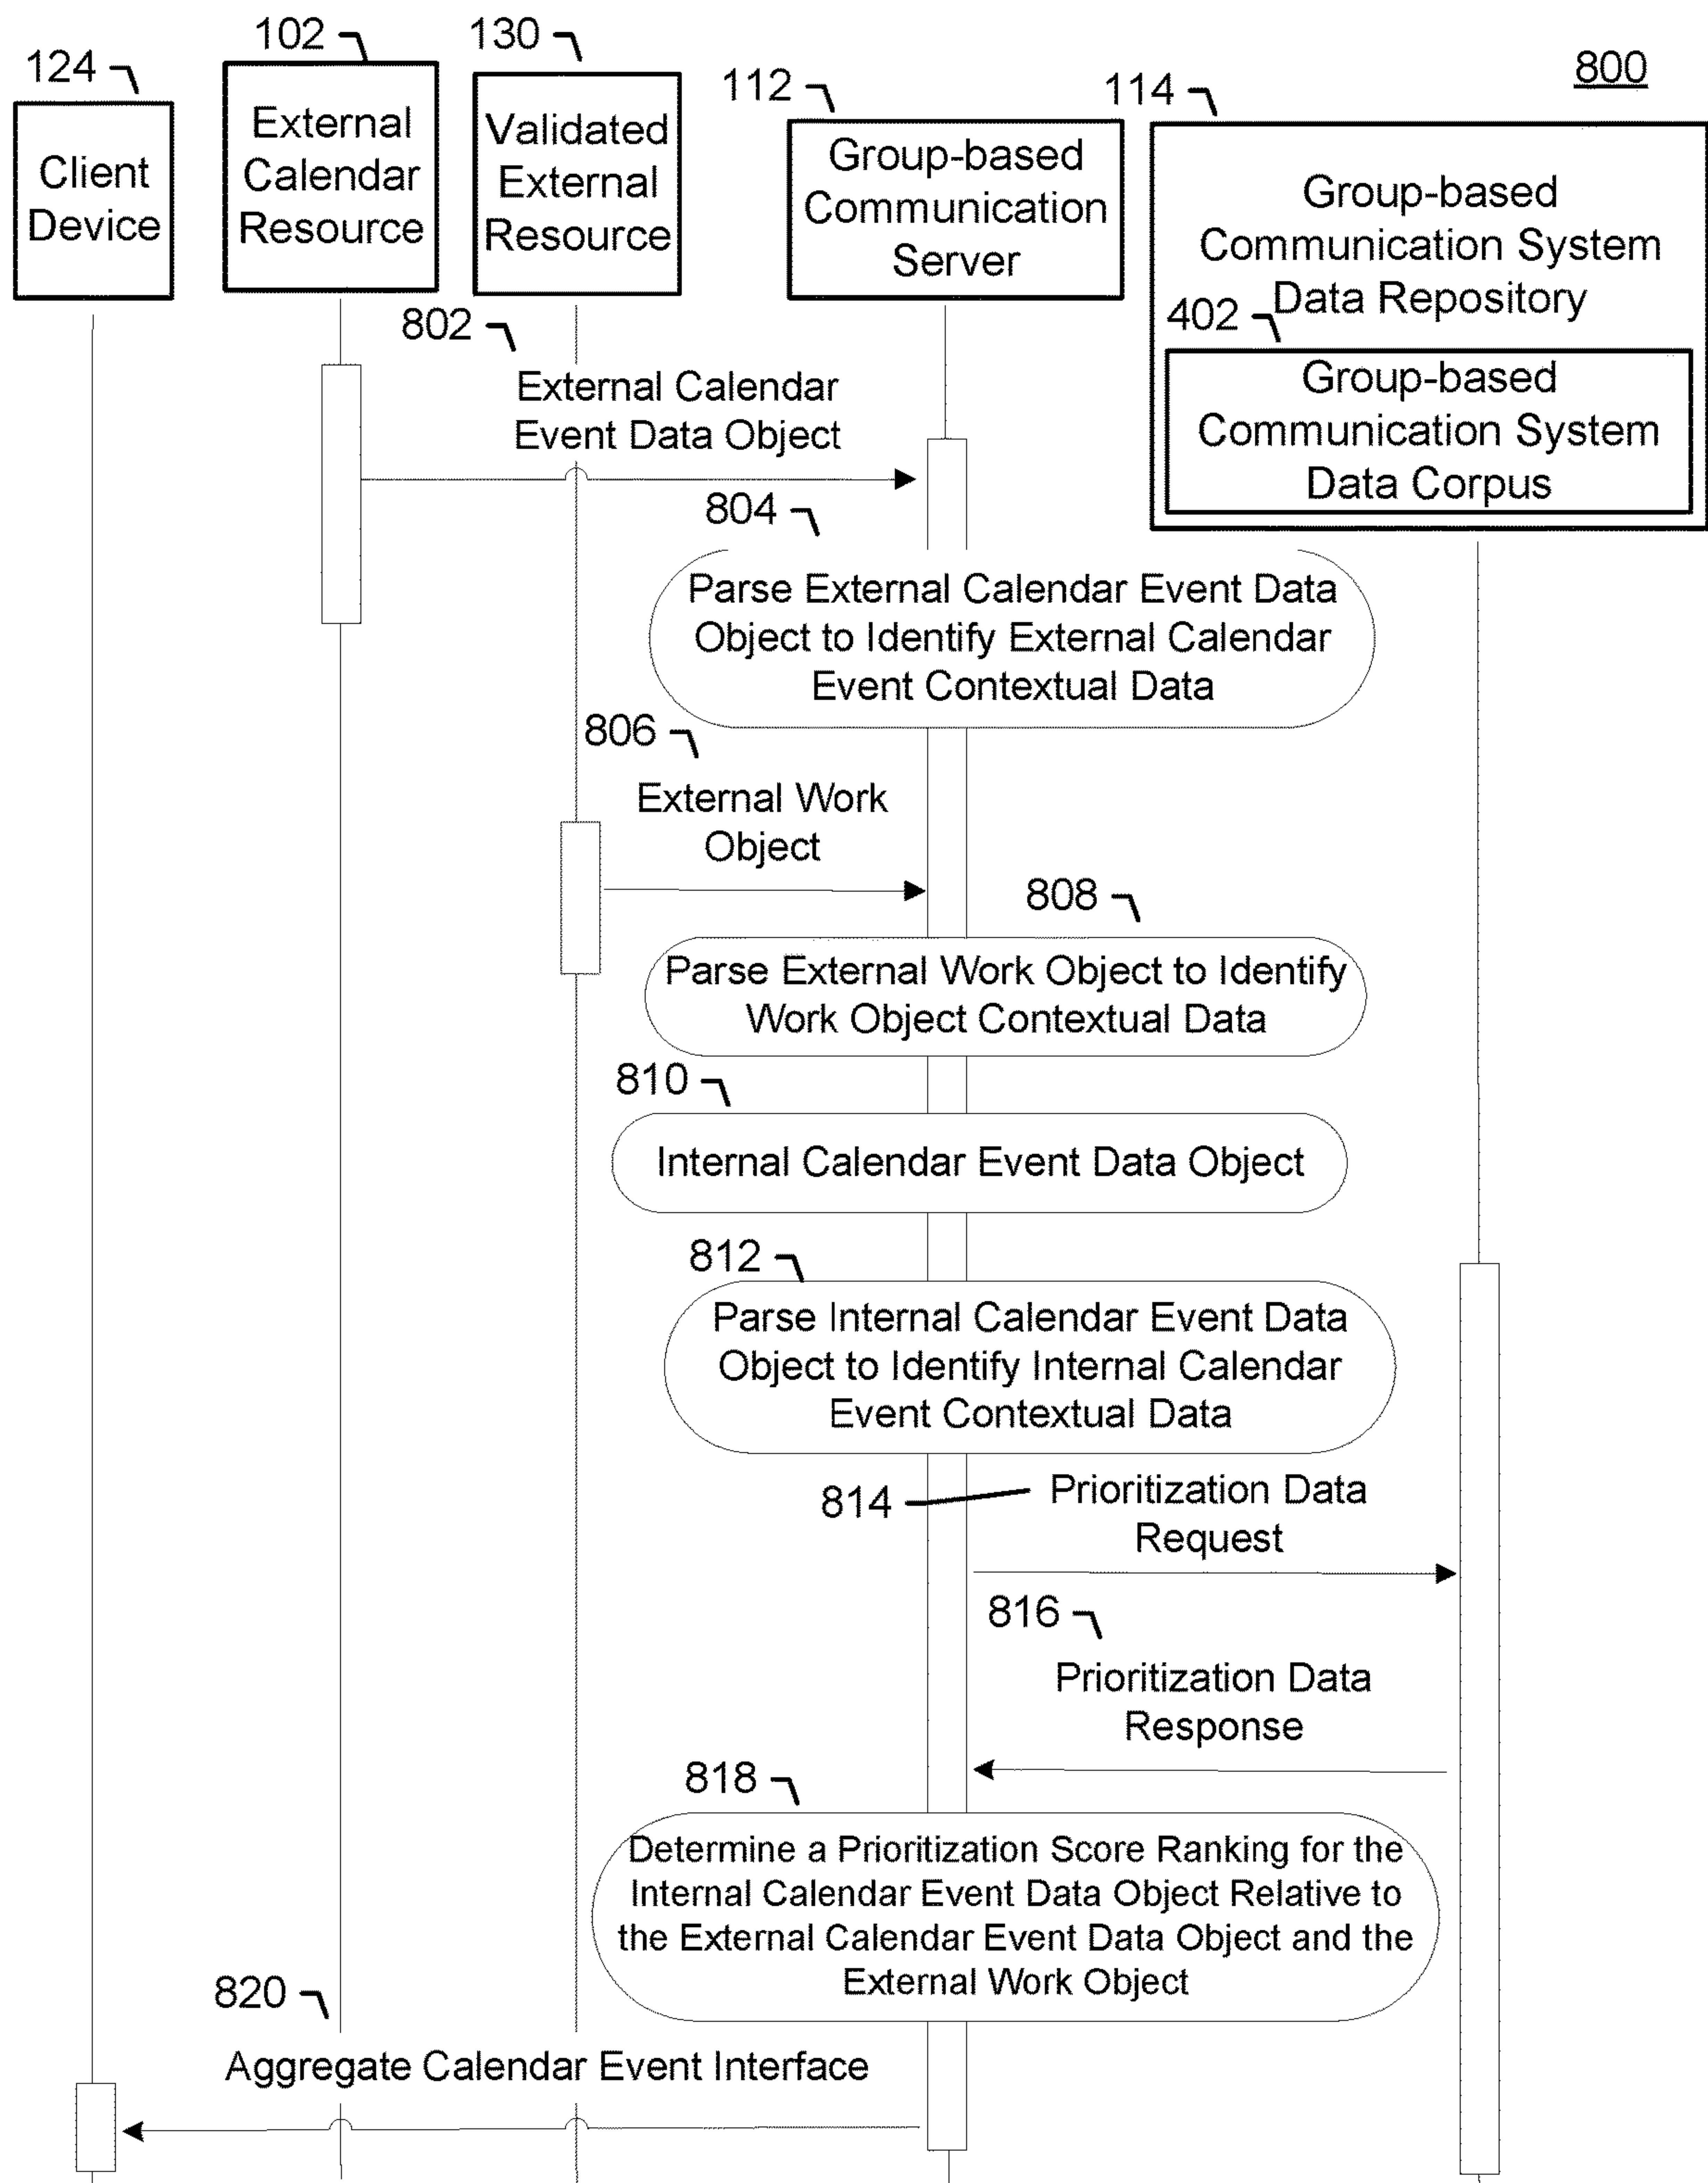 800
124
Client
Device
102
External
Calendar
Resource
130
Validated
External
Resource
112
Group-based
Communication
Server
114
Group-based
Communication System
Data Repository
402
Group-based
Communication System
Data Corpus
802
External Calendar
Event Data Object
804
Parse External Calendar Event Data
Object to Identify External Calendar
Event Contextual Data
806
External Work
Object
808
Parse External Work Object to Identify
Work Object Contextual Data
810
Internal Calendar Event Data Object
812
Parse Internal Calendar Event Data
Object to Identify Internal Calendar
Event Contextual Data
814
Prioritization Data
Request
816
Prioritization Data
Response
818
Determine a Prioritization Score Ranking for the
Internal Calendar Event Data Object Relative to
the External Calendar Event Data Object and the
External Work Object
820
Aggregate Calendar Event Interface